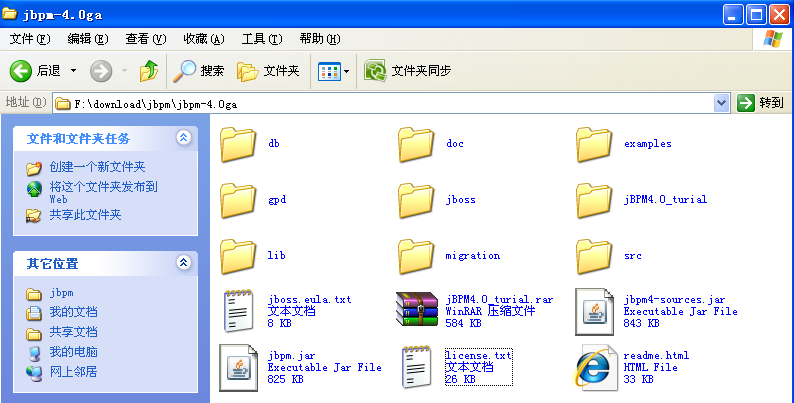 jbpm-4.0ga
文件(F) 编辑(E) 查看(V) 收藏(A) 工具(T) 帮助(H)
后退 搜索 文件夹 文件夹同步
地址(D) F:\download\jbpm\jbpm-4.0ga 转到
文件和文件夹任务
创建一个新文件夹
将这个文件夹发布到
Web
共享此文件夹
其它位置
jbpm
我的文档
共享文档
我的电脑
网上邻居
db
doc
examples
gpd
jboss
jBPM4.0_turial
lib
migration
src
jboss.eula.txt
文本文档
8 KB
jBPM4.0_turial.rar
WinRAR 压缩文件
584 KB
jbpm4-sources.jar
Executable Jar File
843 KB
jbpm.jar
Executable Jar File
825 KB
license.txt
文本文档
26 KB
readme.html
HTML File
33 KB